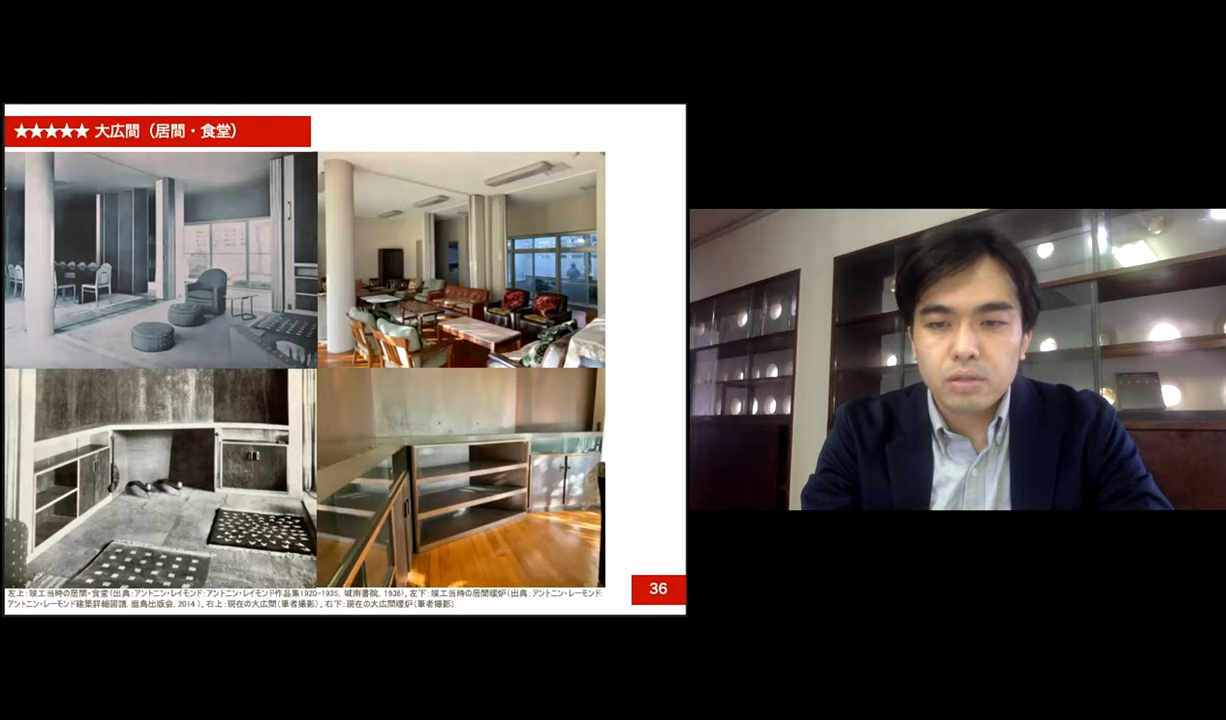 ★★★★★ 大広間（居間・食堂）
左上：竣工当時の居間・食堂（出典：アントニン・レイモンド：アントニン・レイモンド作品集1920-1935, 城南書院, 1936）、左下：竣工当時の居間暖炉（出典：アントニン・レーモンド：
アントニン・レーモンド建築詳細図譜, 鹿島出版会, 2014）、右上：現在の大広間（筆者撮影）、右下：現在の大広間暖炉（筆者撮影）
36